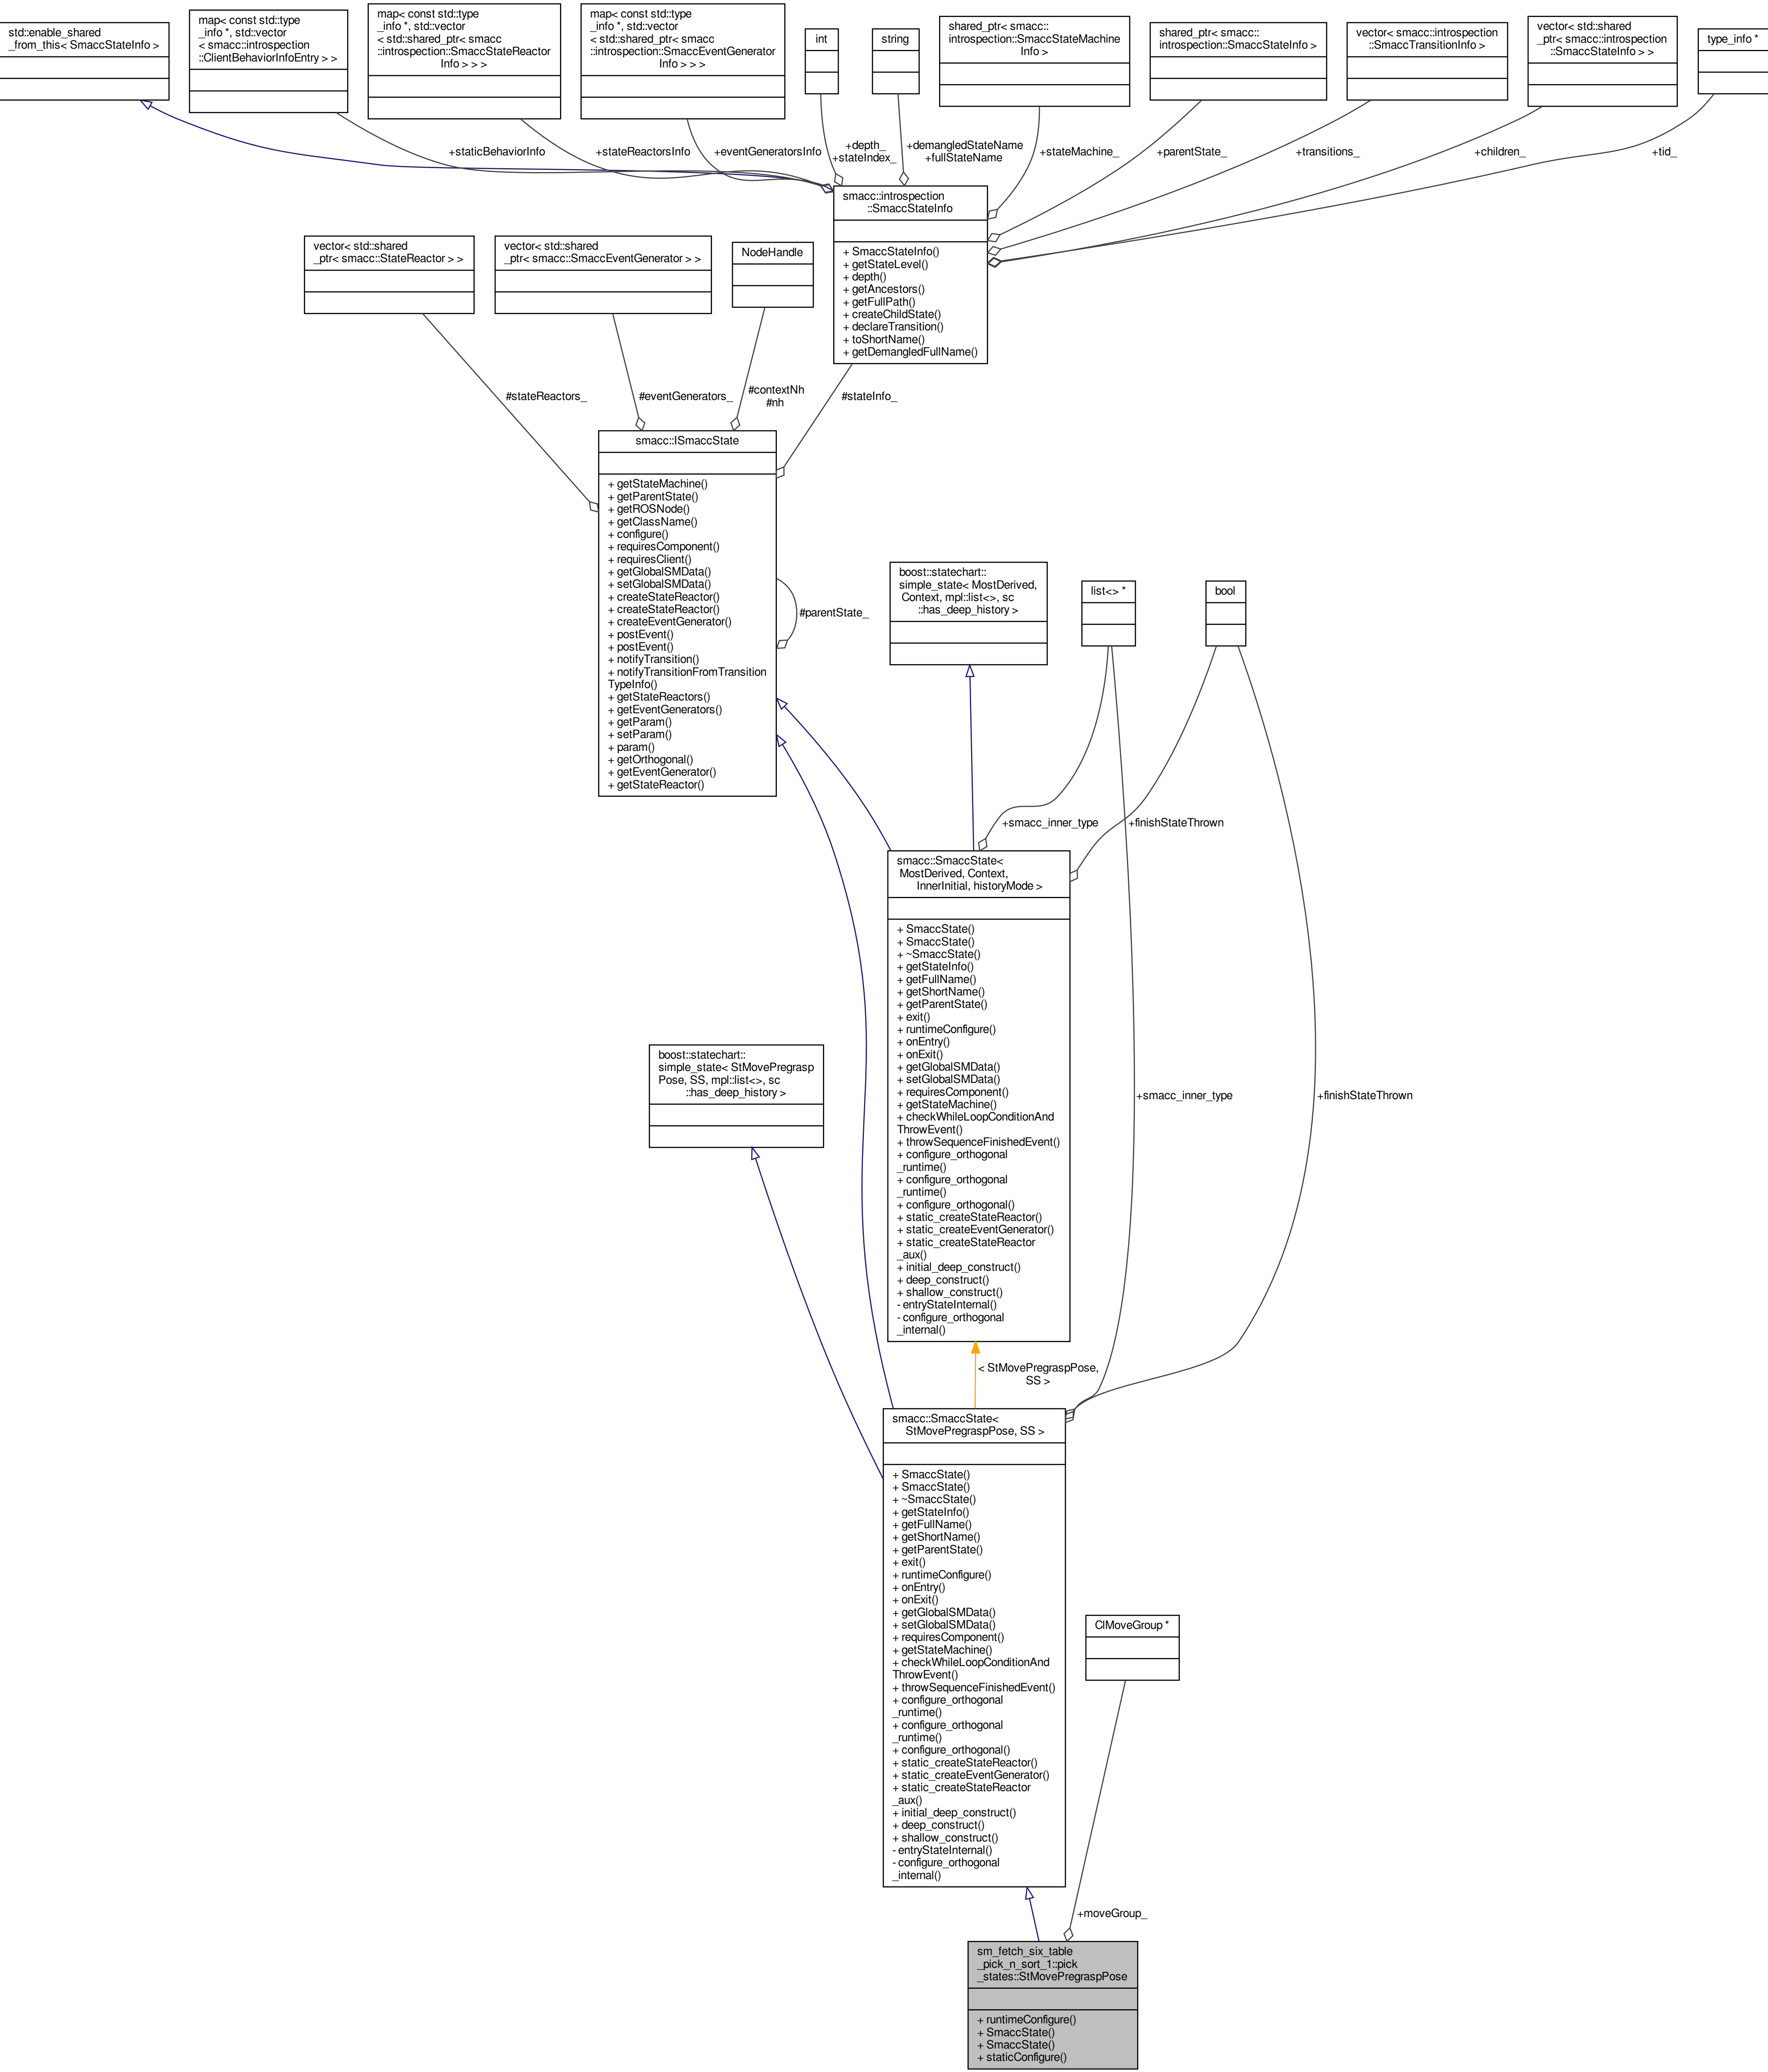 std::enable_shared
_from_this< SmaccStateInfo >
map< const std::type
_info *, std::vector
< smacc::introspection
::ClientBehaviorInfoEntry > >
map< const std::type
_info *, std::vector
< std::shared_ptr< smacc
::introspection::SmaccStateReactor
Info > > >
map< const std::type
_info *, std::vector
< std::shared_ptr< smacc
::introspection::SmaccEventGenerator
Info > > >
int
string
shared_ptr< smacc::
introspection::SmaccStateMachine
Info >
shared_ptr< smacc::
introspection::SmaccStateInfo >
vector< smacc::introspection
::SmaccTransitionInfo >
vector< std::shared
_ptr< smacc::introspection
::SmaccStateInfo > >
type_info *
+staticBehaviorInfo
+stateReactorsInfo
+eventGeneratorsInfo
+depth_
+stateIndex_
+demangledStateName
+fullStateName
+stateMachine_
+parentState_
+transitions_
+children_
+tid_
smacc::introspection
::SmaccStateInfo
+ SmaccStateInfo()
+ getStateLevel()
+ depth()
+ getAncestors()
+ getFullPath()
+ createChildState()
+ declareTransition()
+ toShortName()
+ getDemangledFullName()
vector< std::shared
_ptr< smacc::StateReactor > >
vector< std::shared
_ptr< smacc::SmaccEventGenerator > >
NodeHandle
#stateReactors_
#eventGenerators_
#contextNh
#nh
#stateInfo_
smacc::ISmaccState
+ getStateMachine()
+ getParentState()
+ getROSNode()
+ getClassName()
+ configure()
+ requiresComponent()
+ requiresClient()
+ getGlobalSMData()
+ setGlobalSMData()
+ createStateReactor()
+ createStateReactor()
+ createEventGenerator()
+ postEvent()
+ postEvent()
+ notifyTransition()
+ notifyTransitionFromTransition
TypeInfo()
+ getStateReactors()
+ getEventGenerators()
+ getParam()
+ setParam()
+ param()
+ getOrthogonal()
+ getEventGenerator()
+ getStateReactor()
#parentState_
boost::statechart::
simple_state< MostDerived,
Context, mpl::list<>, sc
::has_deep_history >
list<> *
bool
+smacc_inner_type
+finishStateThrown
smacc::SmaccState<
MostDerived, Context,
InnerInitial, historyMode >
+ SmaccState()
+ SmaccState()
+ ~SmaccState()
+ getStateInfo()
+ getFullName()
+ getShortName()
+ getParentState()
+ exit()
+ runtimeConfigure()
+ onEntry()
+ onExit()
+ getGlobalSMData()
+ setGlobalSMData()
+ requiresComponent()
+ getStateMachine()
+ checkWhileLoopConditionAnd
ThrowEvent()
+ throwSequenceFinishedEvent()
+ configure_orthogonal
_runtime()
+ configure_orthogonal
_runtime()
+ configure_orthogonal()
+ static_createStateReactor()
+ static_createEventGenerator()
+ static_createStateReactor
_aux()
+ initial_deep_construct()
+ deep_construct()
+ shallow_construct()
- entryStateInternal()
- configure_orthogonal
_internal()
boost::statechart::
simple_state< StMovePregrasp
Pose, SS, mpl::list<>, sc
::has_deep_history >
+smacc_inner_type
+finishStateThrown
< StMovePregraspPose,
SS >
smacc::SmaccState<
StMovePregraspPose, SS >
+ SmaccState()
+ SmaccState()
+ ~SmaccState()
+ getStateInfo()
+ getFullName()
+ getShortName()
+ getParentState()
+ exit()
+ runtimeConfigure()
+ onEntry()
+ onExit()
+ getGlobalSMData()
+ setGlobalSMData()
+ requiresComponent()
+ getStateMachine()
+ checkWhileLoopConditionAnd
ThrowEvent()
+ throwSequenceFinishedEvent()
+ configure_orthogonal
_runtime()
+ configure_orthogonal
_runtime()
+ configure_orthogonal()
+ static_createStateReactor()
+ static_createEventGenerator()
+ static_createStateReactor
_aux()
+ initial_deep_construct()
+ deep_construct()
+ shallow_construct()
- entryStateInternal()
- configure_orthogonal
_internal()
ClMoveGroup *
+moveGroup_
sm_fetch_six_table
_pick_n_sort_1::pick
_states::StMovePregraspPose
+ runtimeConfigure()
+ SmaccState()
+ SmaccState()
+ staticConfigure()